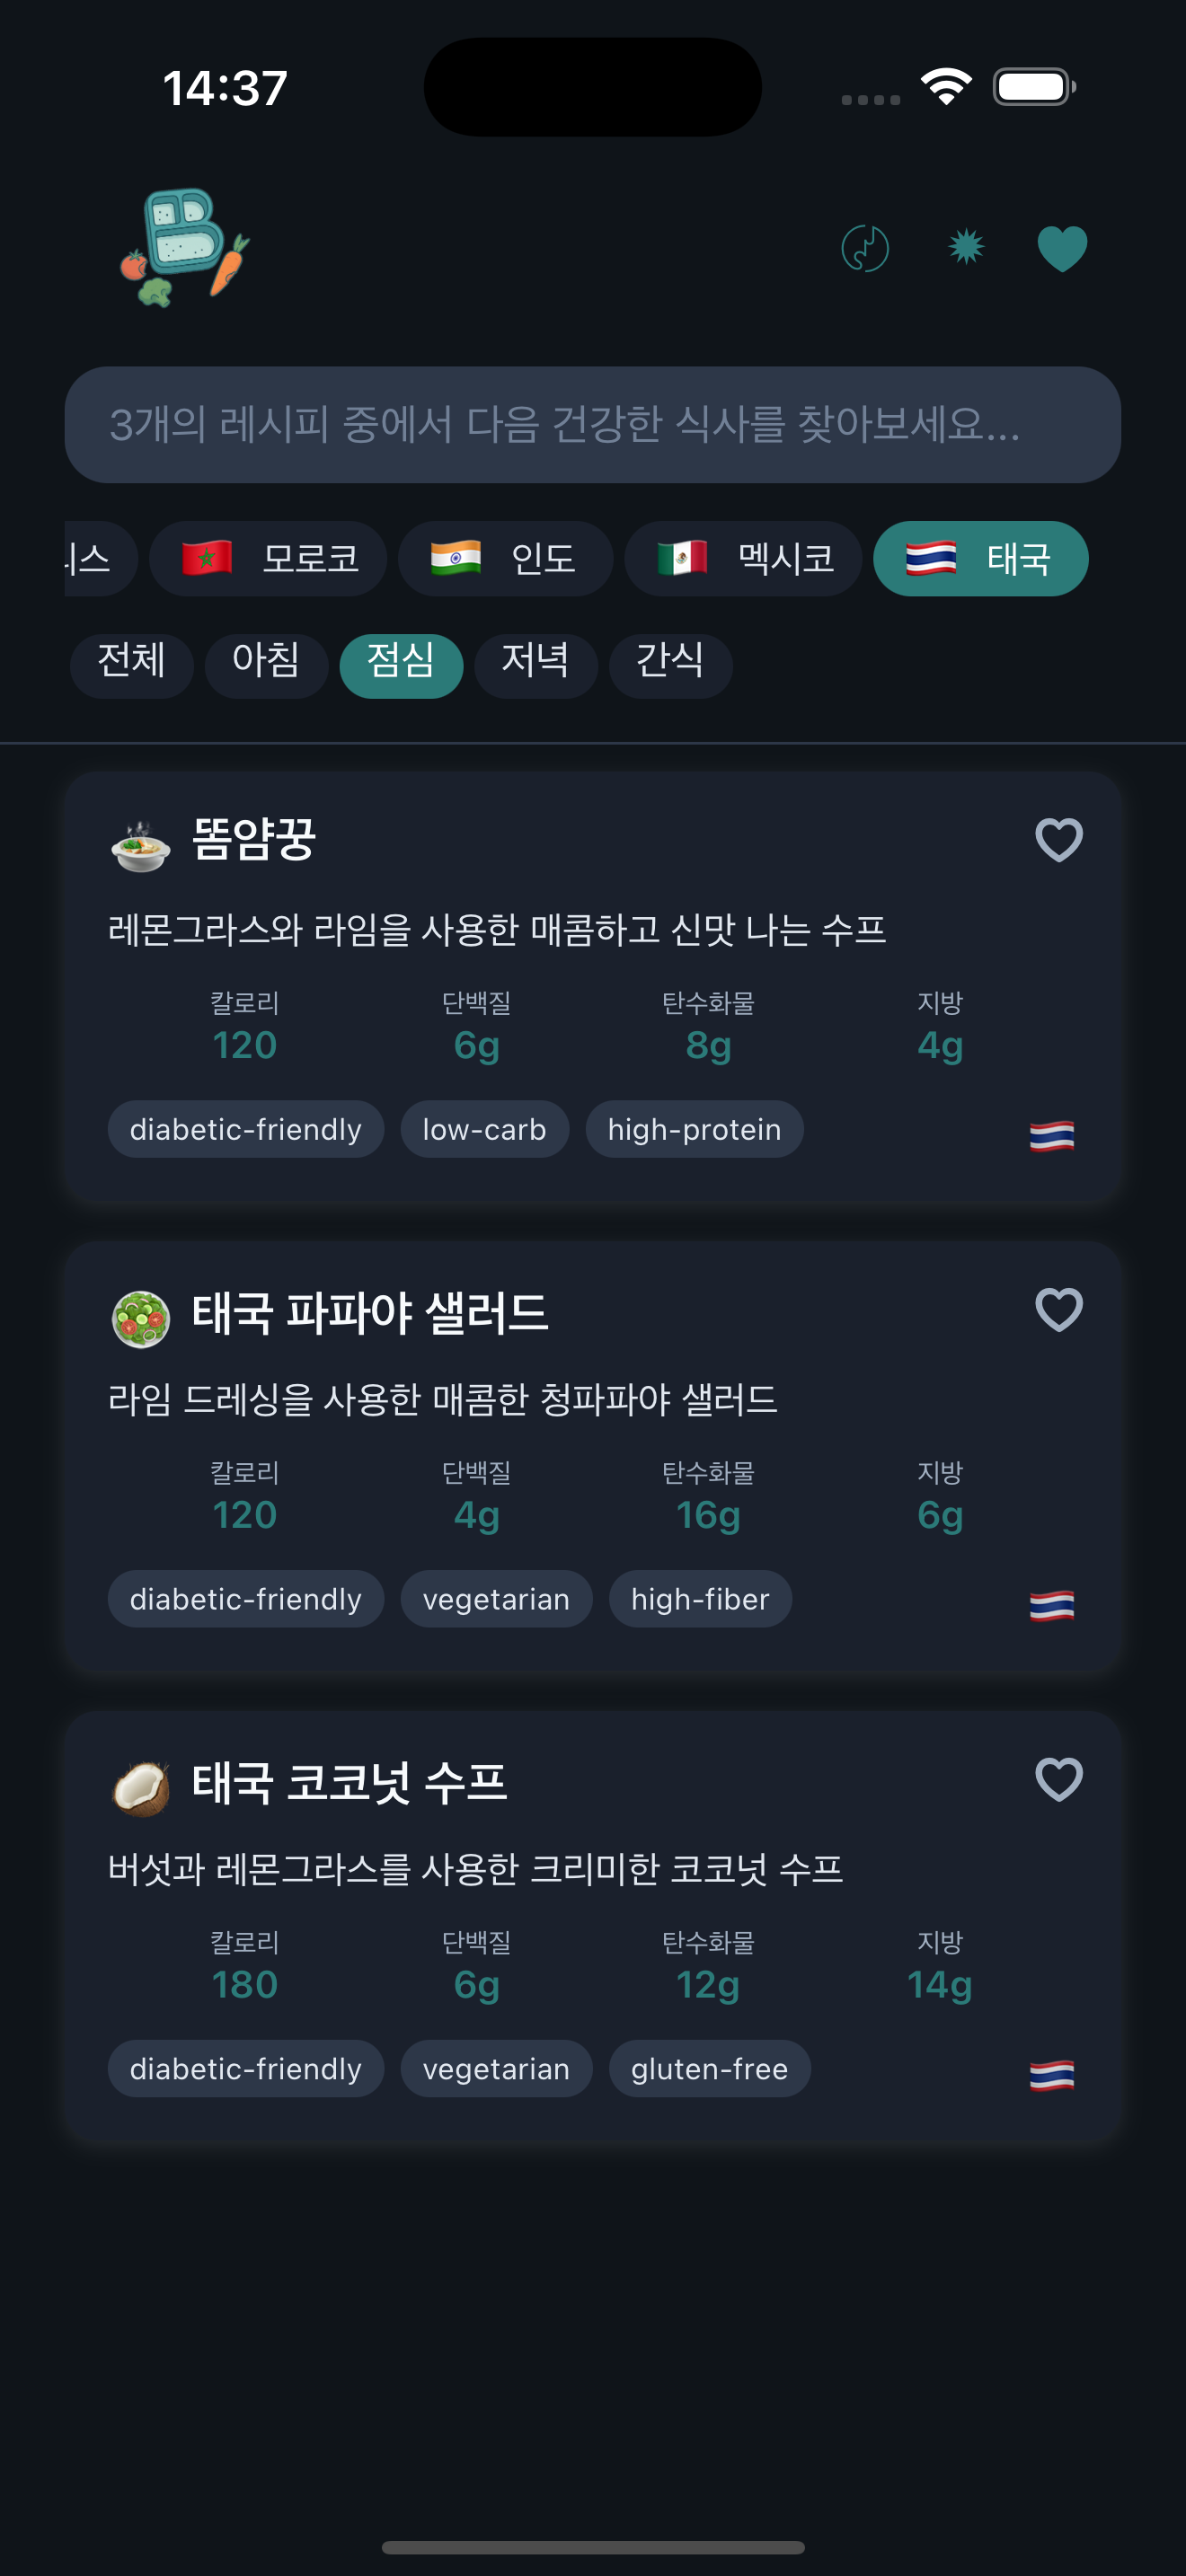 14:37
3개의 레시피 중에서 다음 건강한 식사를 찾아보세요...
모로코 인도 멕시코 태국
전체 아침 점심 저녁 간식
똠얌꿍
레몬그라스와 라임을 사용한 매콤하고 신맛 나는 수프
칼로리 단백질 탄수화물 지방
120 6g 8g 4g
diabetic-friendly low-carb high-protein
태국 파파야 샐러드
라임 드레싱을 사용한 매콤한 청파파야 샐러드
칼로리 단백질 탄수화물 지방
120 4g 16g 6g
diabetic-friendly vegetarian high-fiber
태국 코코넛 수프
버섯과 레몬그라스를 사용한 크리미한 코코넛 수프
칼로리 단백질 탄수화물 지방
180 6g 12g 14g
diabetic-friendly vegetarian gluten-free